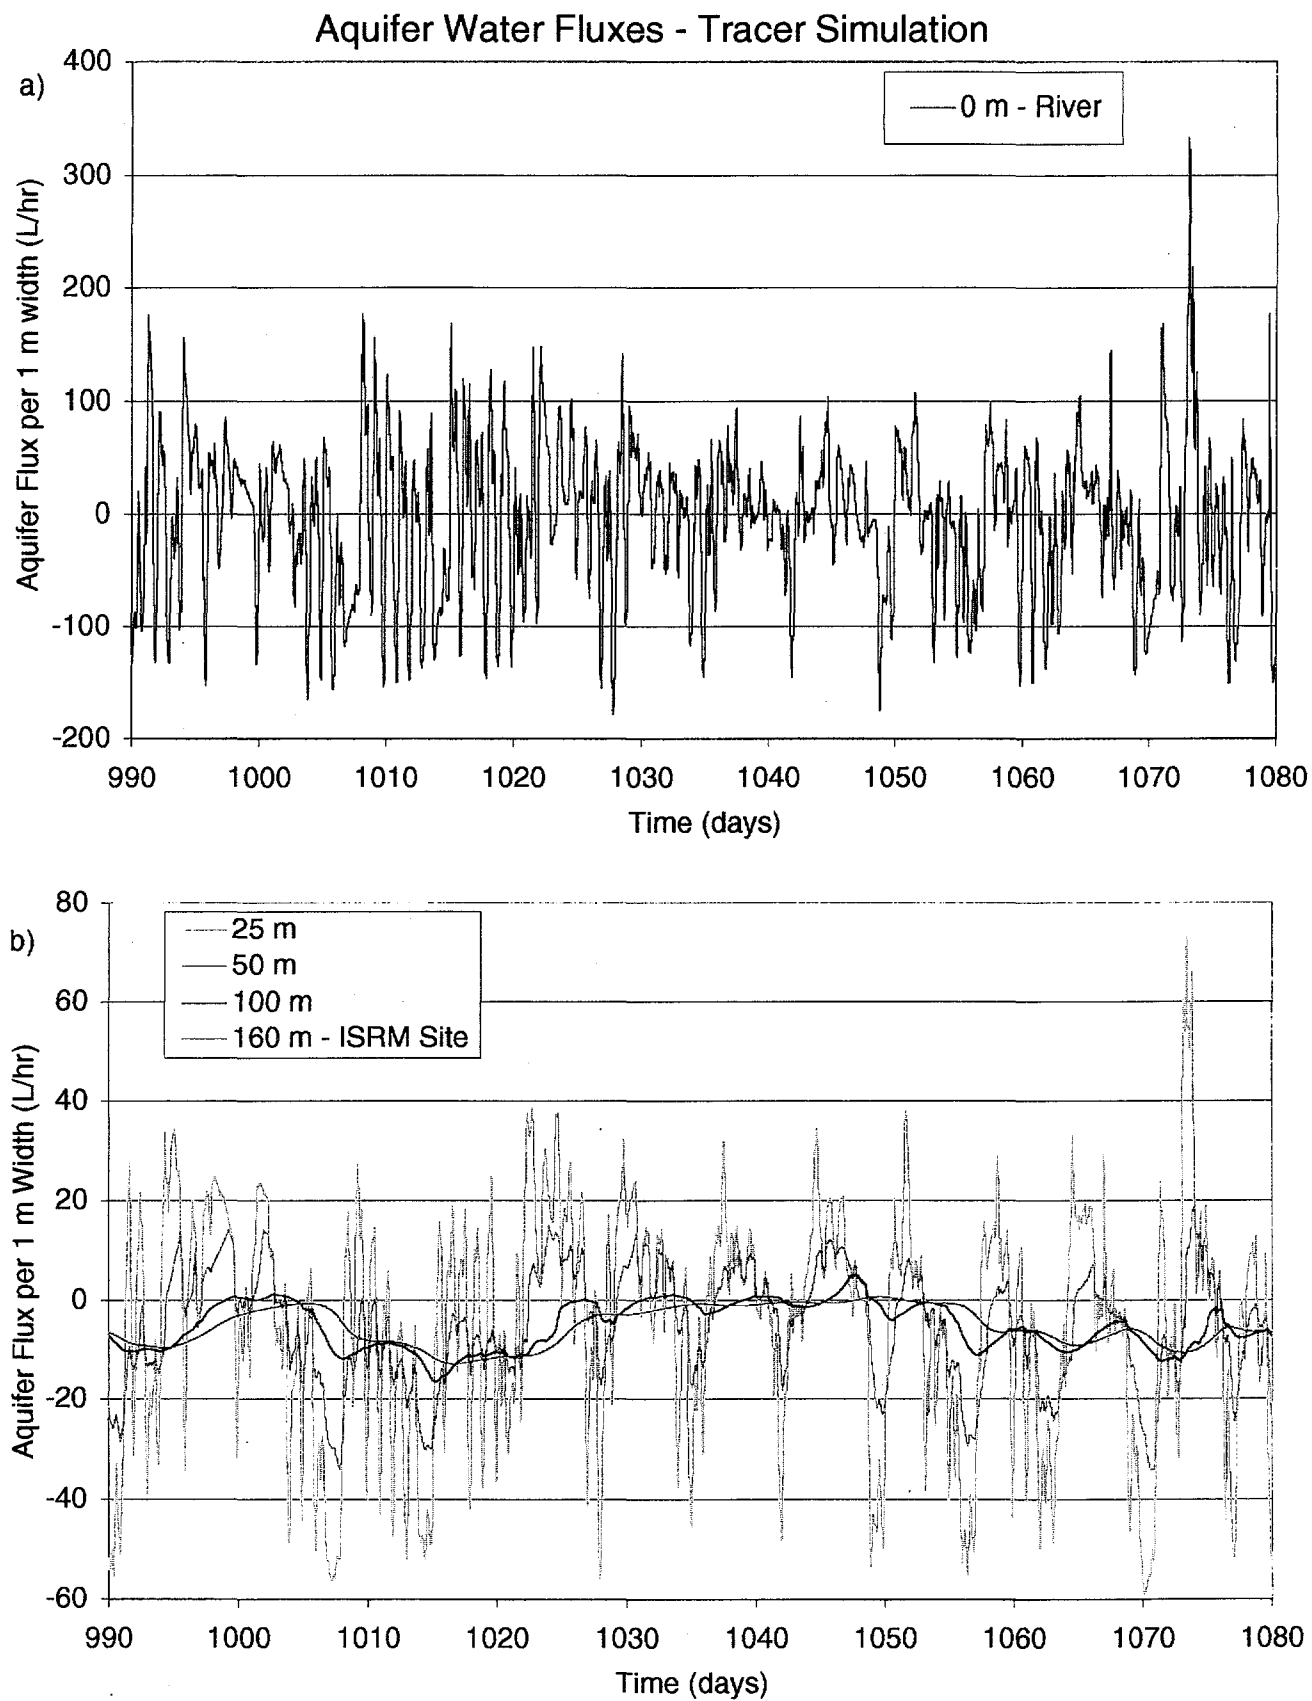 Aquifer Water Fluxes - Tracer Simulation
a)
400
300
200
100
0
-100
-200
Aquifer Flux per 1 m width (L/hr)
0 m - River
990 1000 1010 1020 1030 1040 1050 1060 1070 1080
Time (days)
b)
80
60
40
20
0
-20
-40
-60
Aquifer Flux per 1 m Width (L/hr)
25 m
50 m
100 m
160 m - ISRM Site
990 1000 1010 1020 1030 1040 1050 1060 1070 1080
Time (days)